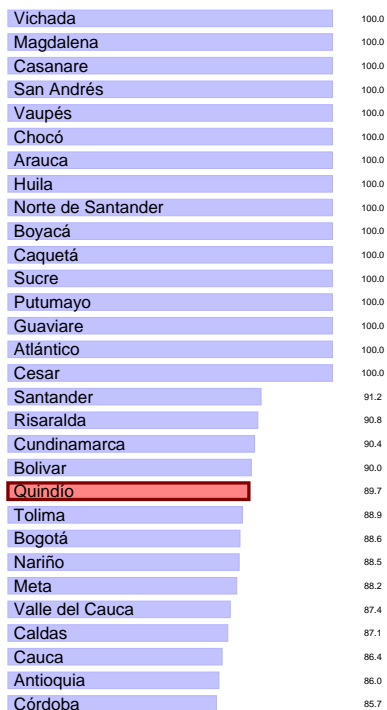 Vichada 100.0
Magdalena 100.0
Casanare 100.0
San Andrés 100.0
Vaupés 100.0
Chocó 100.0
Arauca 100.0
Huila 100.0
Norte de Santander 100.0
Boyacá 100.0
Caquetá 100.0
Sucre 100.0
Putumayo 100.0
Guaviare 100.0
Atlántico 100.0
Cesar 100.0
Santander 91.2
Risaralda 90.8
Cundinamarca 90.4
Bolivar 90.0
Quindío 89.7
Tolima 88.9
Bogotá 88.6
Nariño 88.5
Meta 88.2
Valle del Cauca 87.4
Caldas 87.1
Cauca 86.4
Antioquia 86.0
Córdoba 85.7